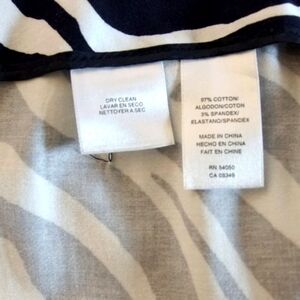 DRY CLEAN
LAVAR EN SECO
NETTOYER A SEC
97% COTTON/
ALGODON/COTON
3% SPANDEX/
ELASTANO/SPANDEX
MADE IN CHINA
HECHO EN CHINA
FAIT EN CHINE
RN 54050
CA 08349